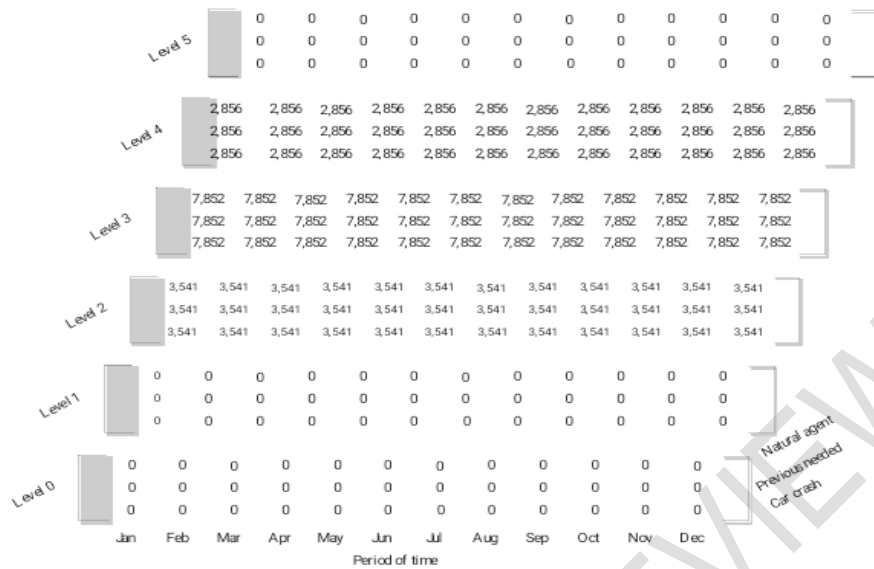 Level 5
0 0 0 0 0 0 0 0 0 0 0 0
0 0 0 0 0 0 0 0 0 0 0 0
0 0 0 0 0 0 0 0 0 0 0 0
Level 4
2,856 2,856 2,856 2,856 2,856 2,856 2,856 2,856 2,856 2,856 2,856 2,856
2,856 2,856 2,856 2,856 2,856 2,856 2,856 2,856 2,856 2,856 2,856 2,856
2,856 2,856 2,856 2,856 2,856 2,856 2,856 2,856 2,856 2,856 2,856 2,856
Level 3
7,852 7,852 7,852 7,852 7,852 7,852 7,852 7,852 7,852 7,852 7,852 7,852
7,852 7,852 7,852 7,852 7,852 7,852 7,852 7,852 7,852 7,852 7,852 7,852
7,852 7,852 7,852 7,852 7,852 7,852 7,852 7,852 7,852 7,852 7,852 7,852
Level 2
3,541 3,541 3,541 3,541 3,541 3,541 3,541 3,541 3,541 3,541 3,541 3,541
3,541 3,541 3,541 3,541 3,541 3,541 3,541 3,541 3,541 3,541 3,541 3,541
3,541 3,541 3,541 3,541 3,541 3,541 3,541 3,541 3,541 3,541 3,541 3,541
Level 1
0 0 0 0 0 0 0 0 0 0 0 0
0 0 0 0 0 0 0 0 0 0 0 0
0 0 0 0 0 0 0 0 0 0 0 0
Level 0
0 0 0 0 0 0 0 0 0 0 0 0
0 0 0 0 0 0 0 0 0 0 0 0
0 0 0 0 0 0 0 0 0 0 0 0
Natural agent
Previous needed
Car crash
Jan Feb Mar Apr May Jun Jul Aug Sep Oct Nov Dec
Period of time
VIEW